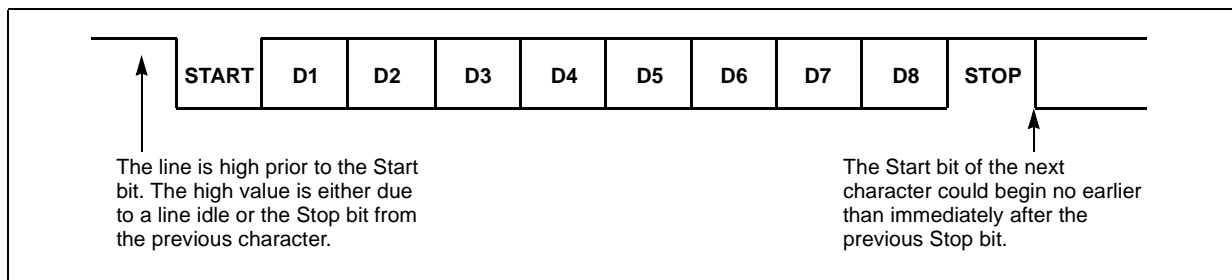 START D1 D2 D3 D4 D5 D6 D7 D8 STOP
The line is high prior to the Start
bit. The high value is either due
to a line idle or the Stop bit from
the previous character.
The Start bit of the next
character could begin no earlier
than immediately after the
previous Stop bit.